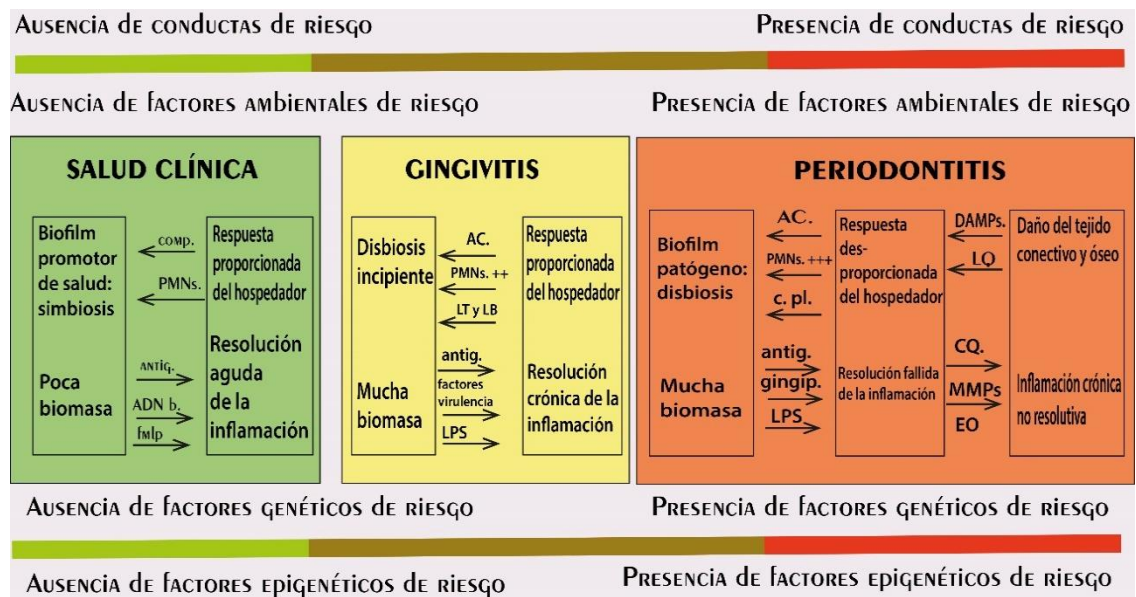 Ausencia de conductas de riesgo
Presencia de conductas de riesgo
Ausencia de factores ambientales de riesgo
Presencia de factores ambientales de riesgo
SALUD CLÍNICA
Biofilm
promotor
de salud:
simbiosis
Poca
biomasa
comp.
PMNs.
antig.
ADN b.
fmlp
Respuesta
proporcionada
del hospedador
Resolución
aguda
de la
inflamación
GINGIVITIS
Disbiosis
incipiente
Mucha
biomasa
AC.
PMNs. ++
LT y LB
antig.
factores
virulencia
LPS
Respuesta
proporcionada
del hospedador
Resolución
crónica de la
inflamación
PERIODONTITIS
Biofilm
patógeno:
disbiosis
Mucha
biomasa
AC.
PMNs. +++
c. pl.
antig.
gingip.
LPS
Respuesta
des-
proporcionada
del hospedador
Resolución fallida
de la inflamación
DAMPs.
LQ
CQ.
MMPs
EO
Daño del tejido
conectivo y óseo
Inflamación crónica
no resolutiva
Ausencia de factores genéticos de riesgo
Presencia de factores genéticos de riesgo
Ausencia de factores epigenéticos de riesgo
Presencia de factores epigenéticos de riesgo